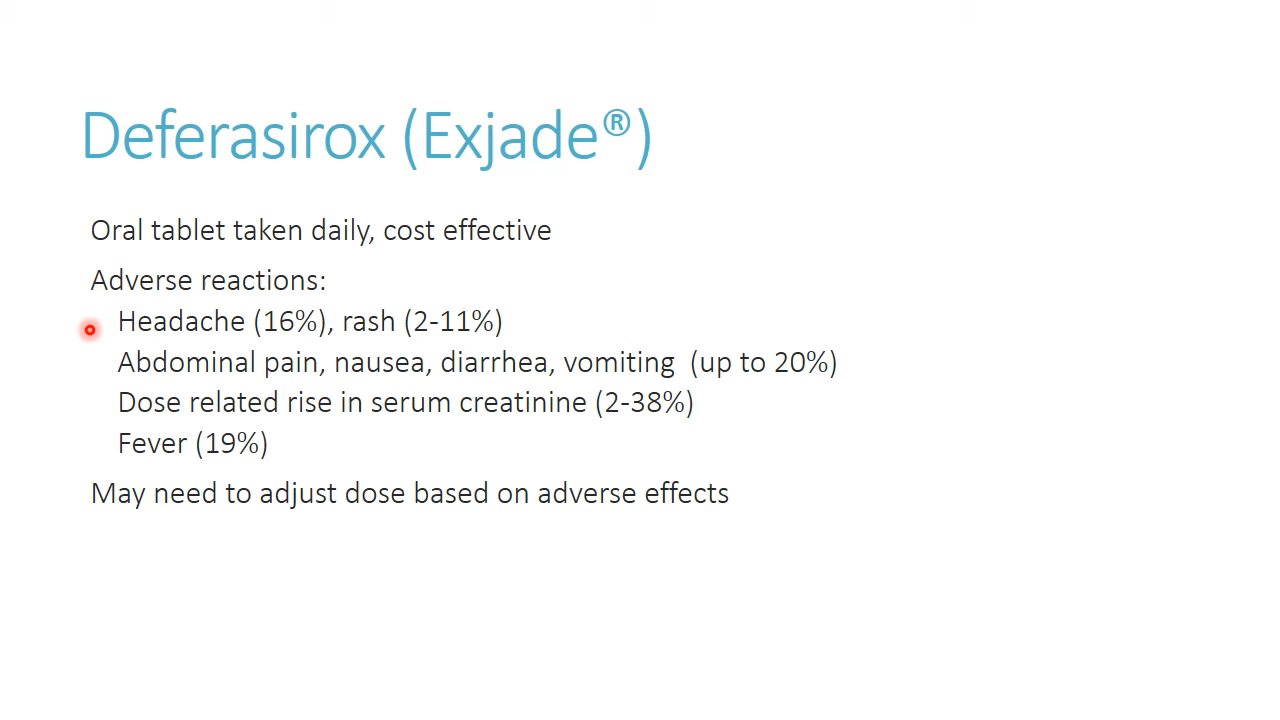 Deferasirox (Exjade®)
Oral tablet taken daily, cost effective
Adverse reactions:
Headache (16%), rash (2-11%)
Abdominal pain, nausea, diarrhea, vomiting  (up to 20%)
Dose related rise in serum creatinine (2-38%)
Fever (19%)
May need to adjust dose based on adverse effects